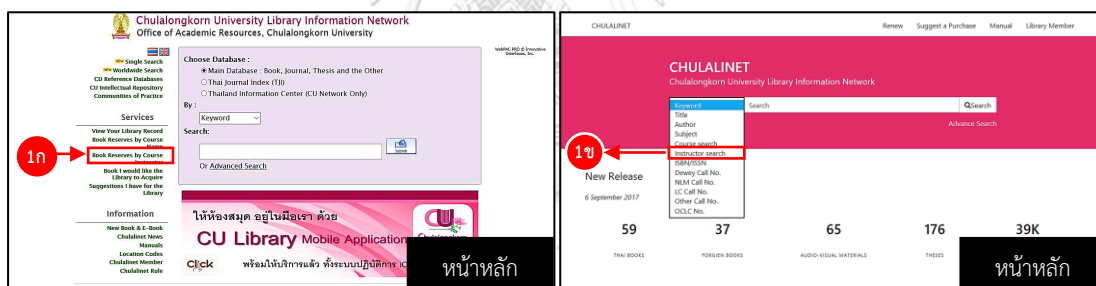 Chulalongkorn University Library Information Network
Office of Academic Resources, Chulalongkorn University
WebPAC PRO © Innovative
Interfaces, Inc.
NEW Single Search
NEW Worldwide Search
CU Reference Databases
CU Intellectual Repository
Communities of Practice
Services
View Your Library Record
Book Reserves by Course
Name
Book Reserves by Course
Book I would like the
Library to Acquire
Suggestions I have for the
Library
Information
New Book & E-Book
Chulalinet News
Manuals
Location Codes
Chulalinet Member
Chulalinet Rule
Choose Database :
Main Database : Book, Journal, Thesis and the Other
Thai Journal Index (TJI)
Thailand Information Center (CU Network Only)
By :
Keyword
Search:
Submit
Or Advanced Search
ให้ห้องสมุด อยู่ในมือเรา ด้วย
CU Library Mobile Application
Click พร้อมให้บริการแล้ว ทั้งระบบปฏิบัติการ
หน้าหลัก
1ก
CHULALINET
Renew Suggest a Purchase Manual Library Member
CHULALINET
Chulalongkorn University Library Information Network
Keyword Search Search
Advance Search
Title
Author
Subject
Course search
Instructor search
ISBN/ISSN
Dewey Call No.
NLM Call No.
LC Call No.
Other Call No.
OCLC No.
1ข
New Release
6 September 2017
59 37 65 176 39K
THAI BOOKS FORGIEN BOOKS AUDIO-VISUAL MATERIALS THESES
หน้าหลัก